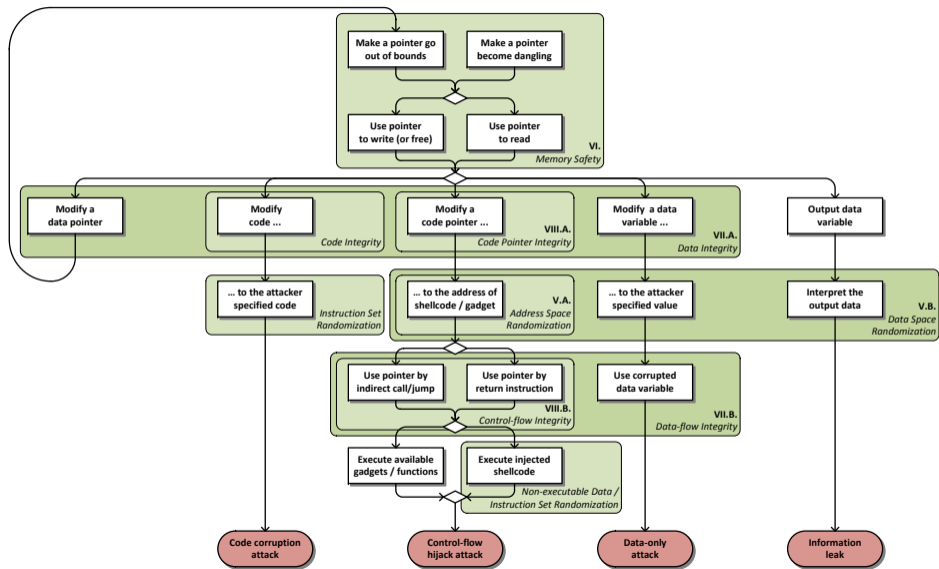 Make a pointer go
out of bounds
Make a pointer
become dangling
Use pointer
to write (or free)
Use pointer
to read
VI.
Memory Safety
Modify a
data pointer
Modify
code ...
Code Integrity
Modify a
code pointer ...
VIII.A.
Code Pointer Integrity
Modify a data
variable ...
VII.A.
Data Integrity
Output data
variable
... to the attacker
specified code
Instruction Set
Randomization
... to the address of
shellcode / gadget
V.A.
Address Space
Randomization
... to the attacker
specified value
Interpret the
output data
V.B.
Data Space
Randomization
Use pointer by
indirect call/jump
Use pointer by
return instruction
VIII.B.
Control-flow Integrity
Use corrupted
data variable
VII.B.
Data-flow Integrity
Execute available
gadgets / functions
Execute injected
shellcode
Non-executable Data /
Instruction Set Randomization
Code corruption
attack
Control-flow
hijack attack
Data-only
attack
Information
leak